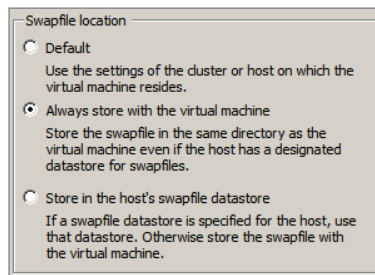 Swapfile location
Default
Use the settings of the cluster or host on which the
virtual machine resides.
Always store with the virtual machine
Store the swapfile in the same directory as the
virtual machine even if the host has a designated
datastore for swapfiles.
Store in the host's swapfile datastore
If a swapfile datastore is specified for the host, use
that datastore. Otherwise store the swapfile with
the virtual machine.